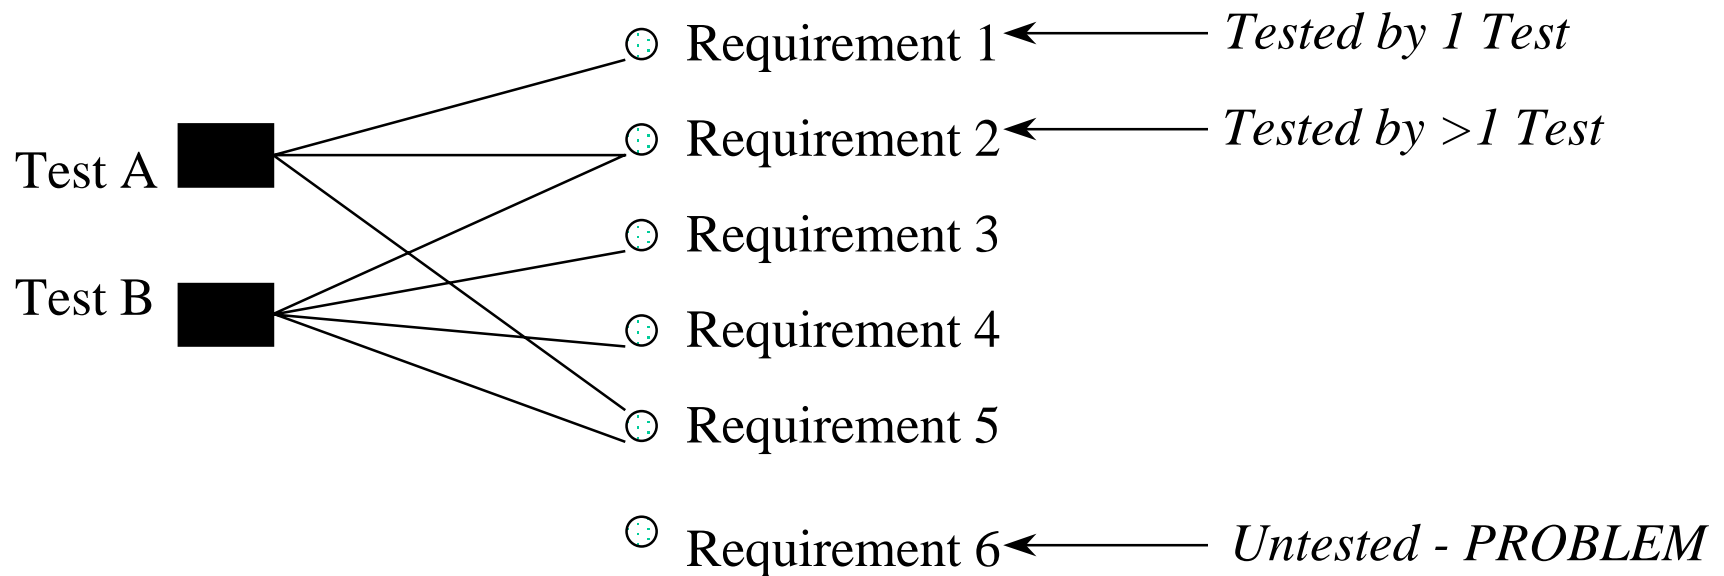 Requirement 1
Tested by 1 Test
Requirement 2
Tested by >1 Test
Test A
Requirement 3
Test B
Requirement 4
Requirement 5
Requirement 6
Untested - PROBLEM